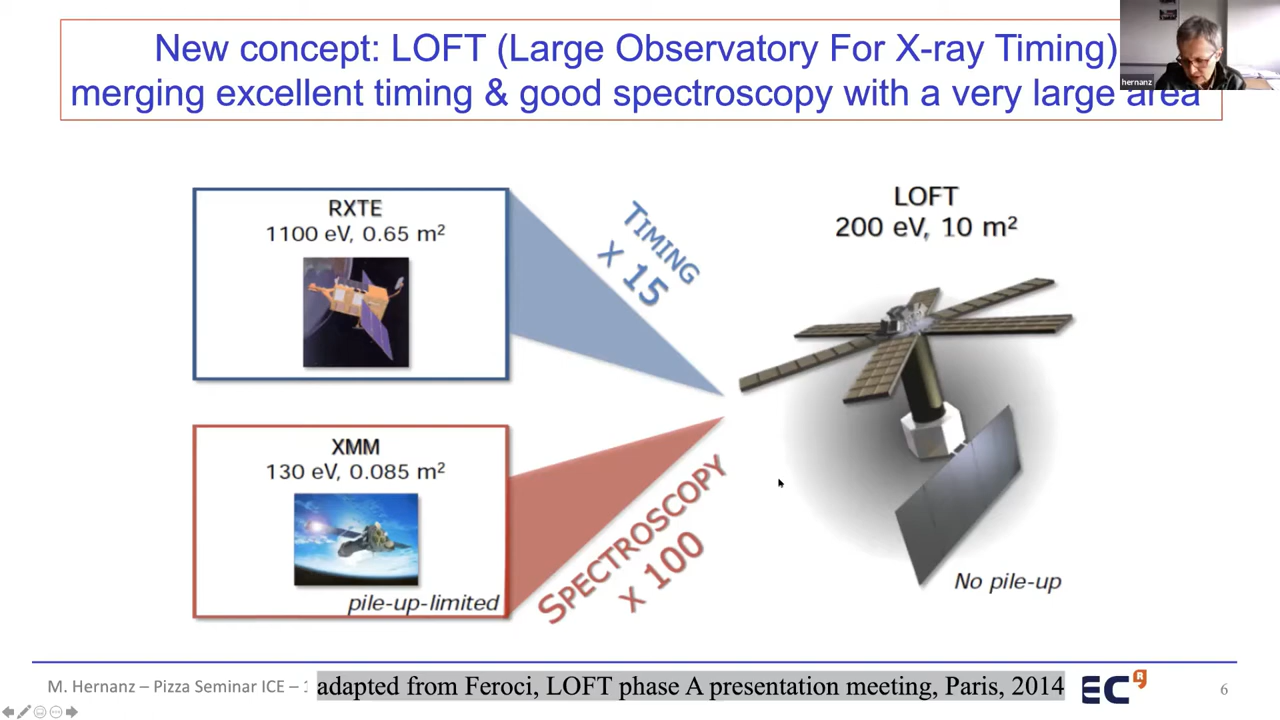 New concept: LOFT (Large Observatory For X-ray Timing)
merging excellent timing & good spectroscopy with a very large area
hernanz
RXTE
1100 eV, 0.65 m²
TIMING
X 15
LOFT
200 eV, 10 m²
XMM
130 eV, 0.085 m²
pile-up-limited
SPECTROSCOPY
X 100
No pile-up
M. Hernanz – Pizza Seminar ICE –
adapted from Feroci, LOFT phase A presentation meeting, Paris, 2014
EC
R
6